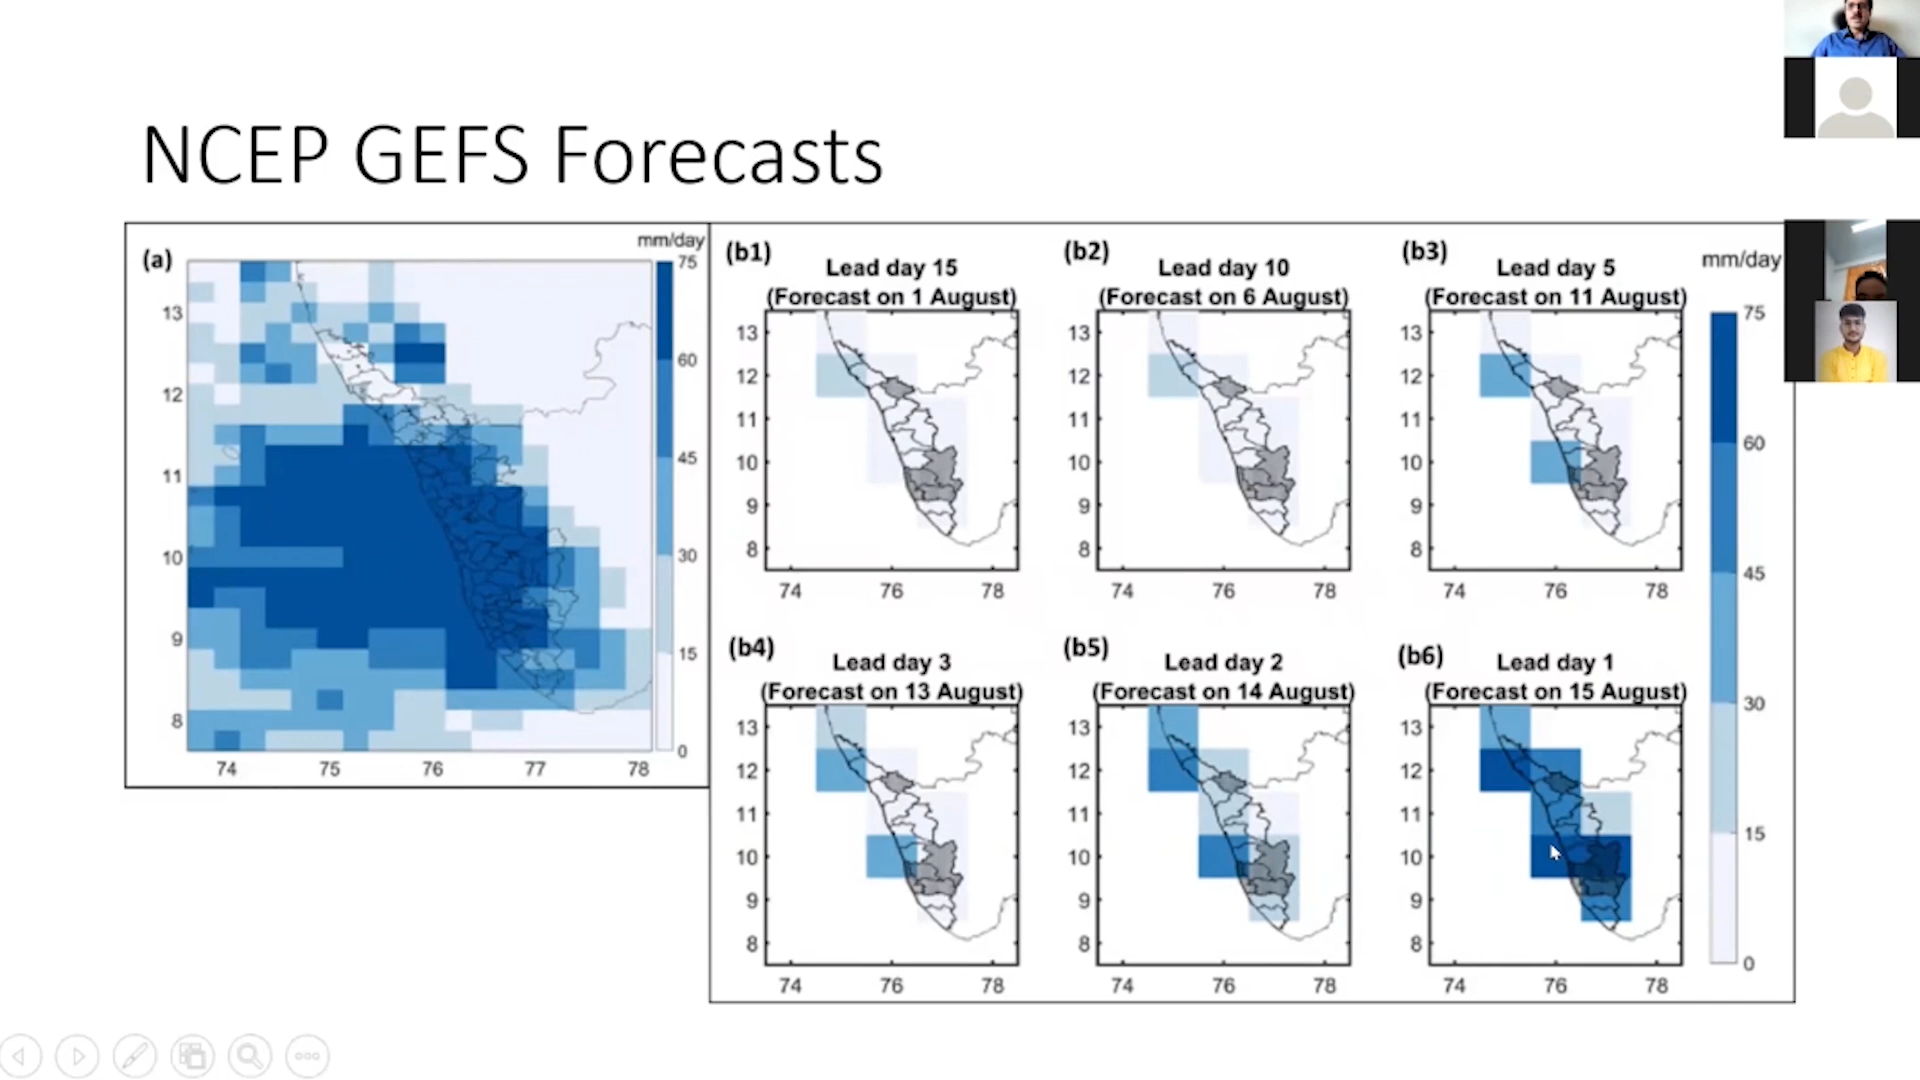 NCEP GEFS Forecasts
(a)
mm/day
75
60
45
30
15
0
13
12
11
10
9
8
74 75 76 77 78
(b1)
Lead day 15
(Forecast on 1 August)
13
12
11
10
9
8
74 76 78
(b2)
Lead day 10
(Forecast on 6 August)
13
12
11
10
9
8
74 76 78
(b3)
Lead day 5
(Forecast on 11 August)
13
12
11
10
9
8
74 76 78
mm/day
75
60
45
30
15
0
(b4)
Lead day 3
(Forecast on 13 August)
13
12
11
10
9
8
74 76 78
(b5)
Lead day 2
(Forecast on 14 August)
13
12
11
10
9
8
74 76 78
(b6)
Lead day 1
(Forecast on 15 August)
13
12
11
10
9
8
74 76 78